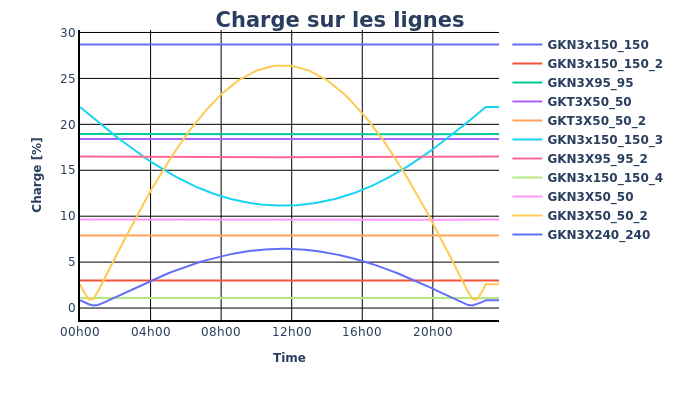 Charge sur les lignes
30
25
20
15
10
5
0
Charge [%]
00h00 04h00 08h00 12h00 16h00 20h00
Time
GKN3x150_150
GKN3x150_150_2
GKN3X95_95
GKT3X50_50
GKT3X50_50_2
GKN3x150_150_3
GKN3X95_95_2
GKN3x150_150_4
GKN3X50_50
GKN3X50_50_2
GKN3X240_240